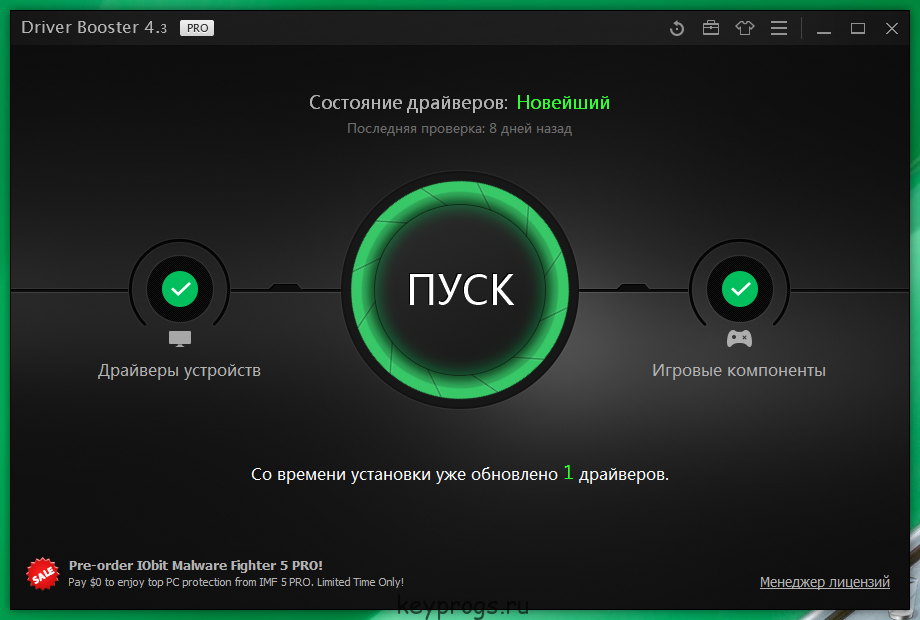 Driver Booster 4.3 PRO
Состояние драйверов: Новейший
Последняя проверка: 8 дней назад
ПУСК
Драйверы устройств
Игровые компоненты
Со времени установки уже обновлено 1 драйверов.
SALE
Pre-order IObit Malware Fighter 5 PRO!
Pay $0 to enjoy top PC protection from IMF 5 PRO. Limited Time Only!
Менеджер лицензий
keyprogs.ru